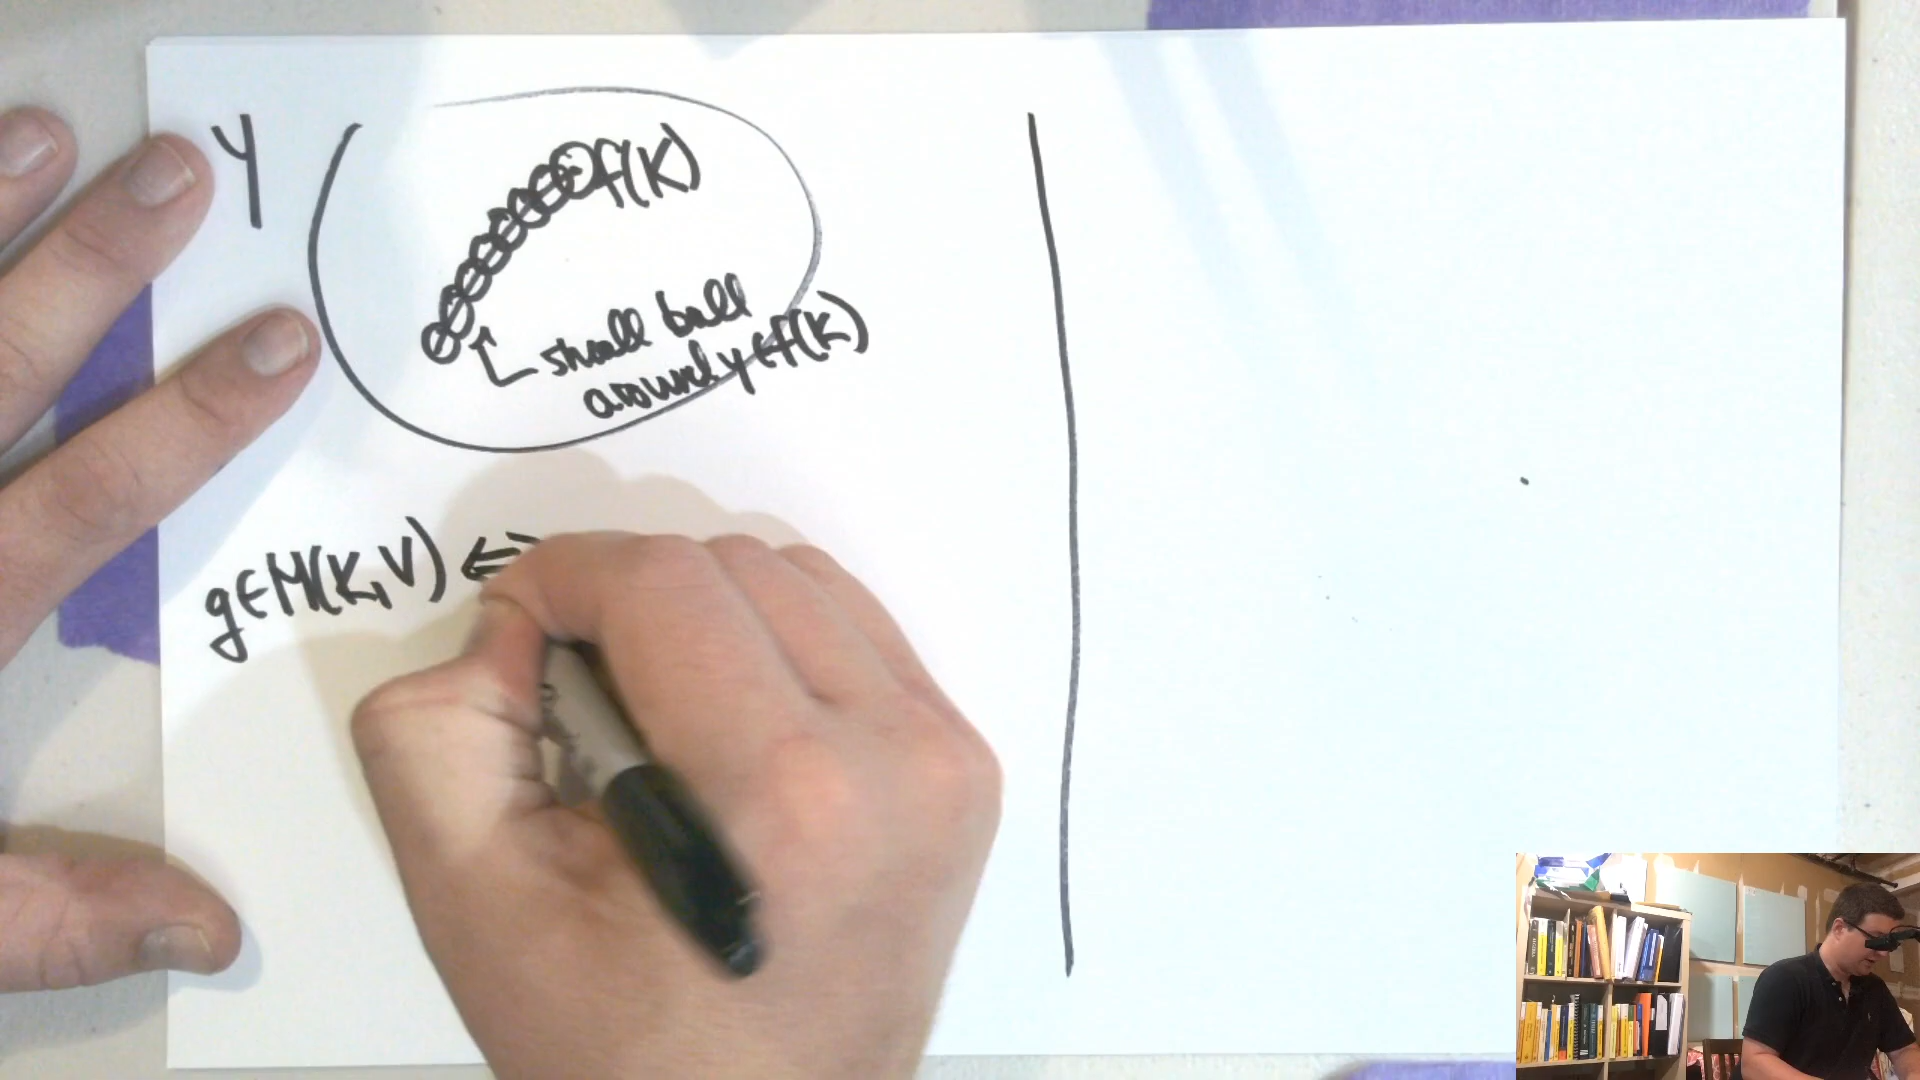 Y
f(K)
small ball
around y∈f(K)
g∈M(K,V) ⟺